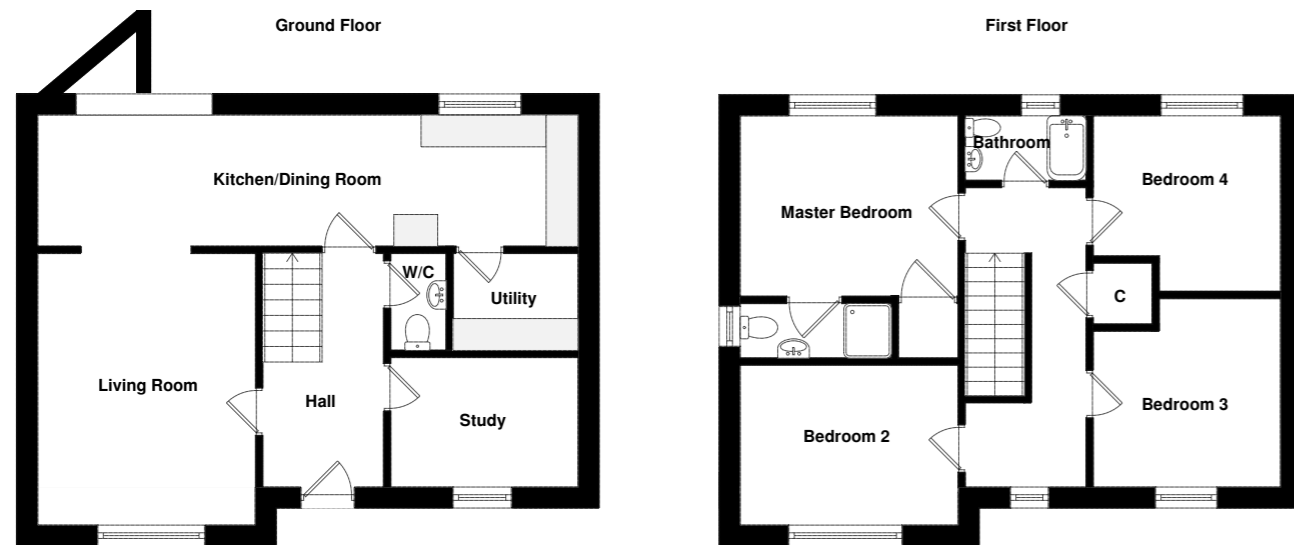 Ground Floor
Kitchen/Dining Room
W/C
Utility
Living Room
Hall
Study
First Floor
Bathroom
Bedroom 4
Master Bedroom
C
Bedroom 3
Bedroom 2